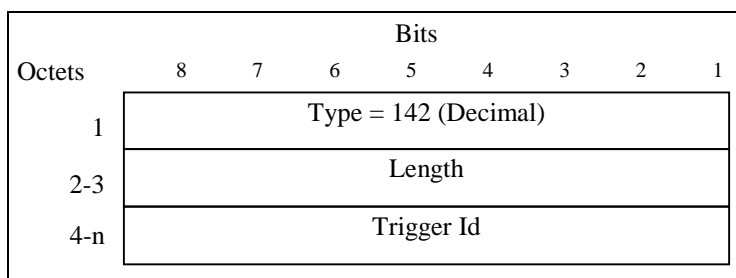 Bits
Octets 8 7 6 5 4 3 2 1
1 Type = 142 (Decimal)
2-3 Length
4-n Trigger Id